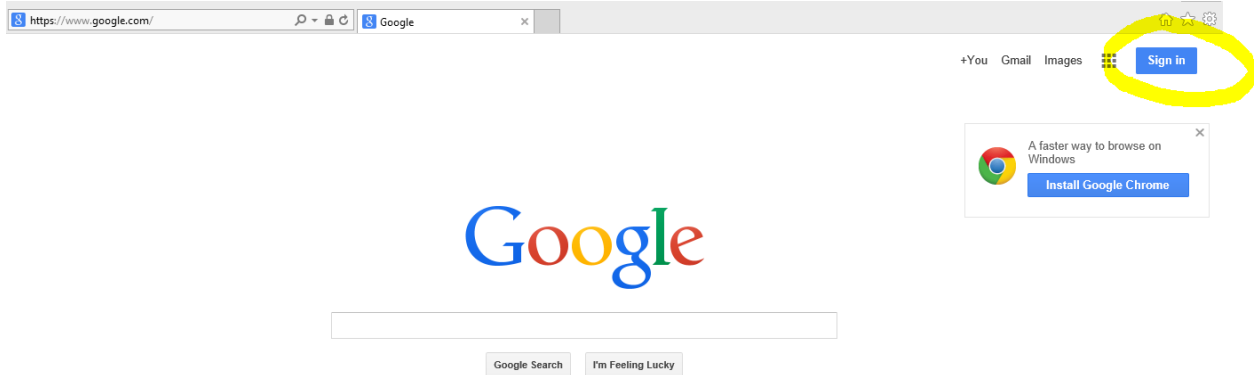 https://www.google.com/
Google
+You Gmail Images Sign in
A faster way to browse on
Windows
Install Google Chrome
Google
Google Search I'm Feeling Lucky